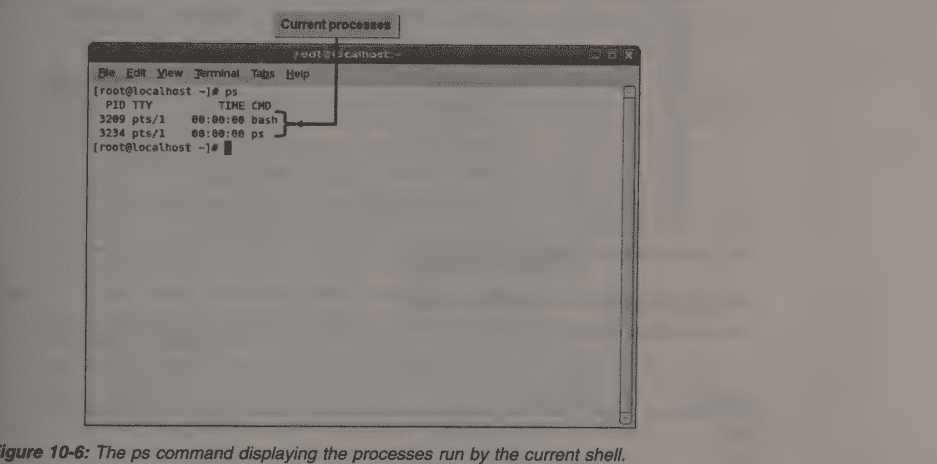 Current processes
root@localhost:~
File Edit View Terminal Tabs Help
[root@localhost ~]# ps
PID TTY TIME CMD
3209 pts/1 00:00:00 bash
3234 pts/1 00:00:00 ps
[root@localhost ~]#
igure 10-6: The ps command displaying the processes run by the current shell.